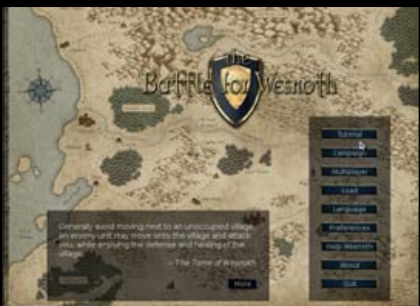 the
Battle for Wesnoth
Tutorial
Campaign
Multiplayer
Load
Language
Preferences
Help Wesnoth
About
Quit
Generally avoid moving next to an unoccupied village,
an enemy unit may move onto the village and attack
you, while enjoying the defense and healing of the
village.
– The Tome of Wesnoth
More